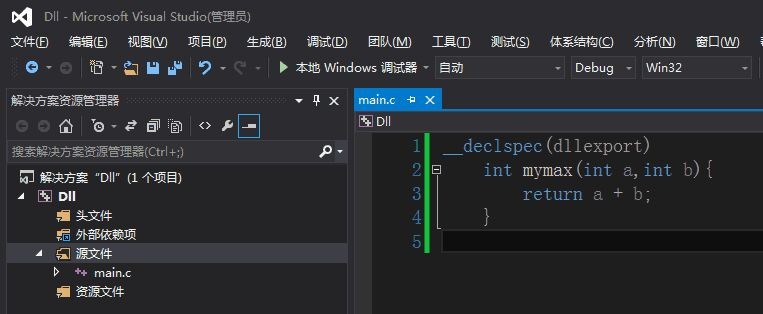 Dll - Microsoft Visual Studio(管理员)
文件(F) 编辑(E) 视图(V) 项目(P) 生成(B) 调试(D) 团队(M) 工具(T) 测试(S) 体系结构(C) 分析(N) 窗口(W)
本地 Windows 调试器 自动 Debug Win32
解决方案资源管理器
搜索解决方案资源管理器(Ctrl+;)
解决方案“Dll”(1 个项目)
Dll
头文件
外部依赖项
源文件
main.c
资源文件
main.c
Dll
1 __declspec(dllexport)
2 int mymax(int a,int b){
3 return a + b;
4 }
5